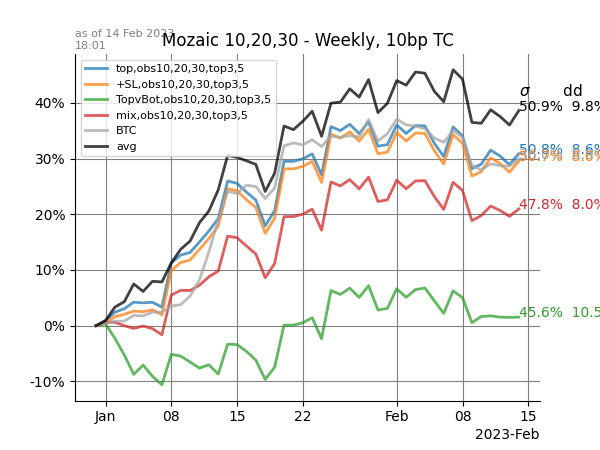 as of 14 Feb 2023
18:01
Mozaic 10,20,30 - Weekly, 10bp TC
top,obs10,20,30,top3,5
+SL,obs10,20,30,top3,5
TopvBot,obs10,20,30,top3,5
mix,obs10,20,30,top3,5
BTC
avg
σ dd
50.9% 9.8%
50.8% 8.6%
47.8% 8.0%
45.6% 10.5
40%
30%
20%
10%
0%
-10%
Jan 08 15 22 Feb 08 15
2023-Feb